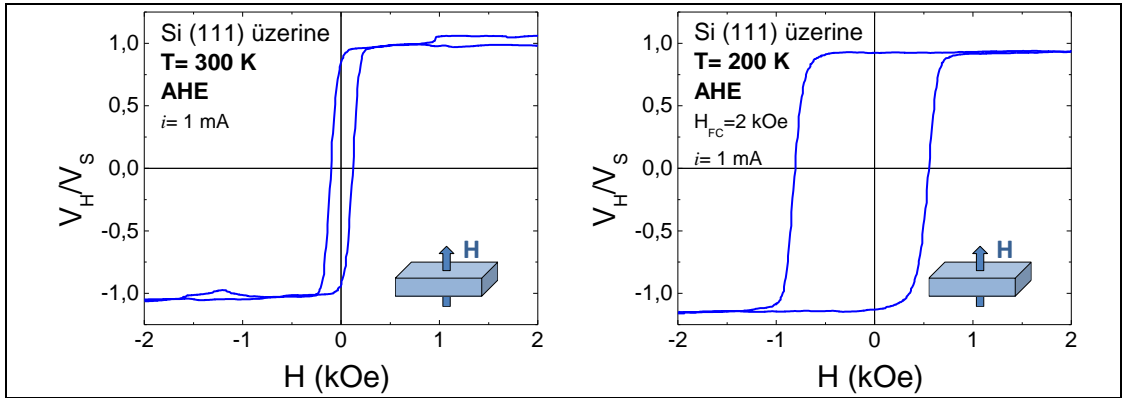 Si (111) üzerine
T= 300 K
AHE
i= 1 mA
H
1,0
0,5
0,0
-0,5
-1,0
V_H/V_S
-2 -1 0 1 2
H (kOe)
Si (111) üzerine
T= 200 K
AHE
H_FC=2 kOe
i= 1 mA
H
1,0
0,5
0,0
-0,5
-1,0
V_H/V_S
-2 -1 0 1 2
H (kOe)